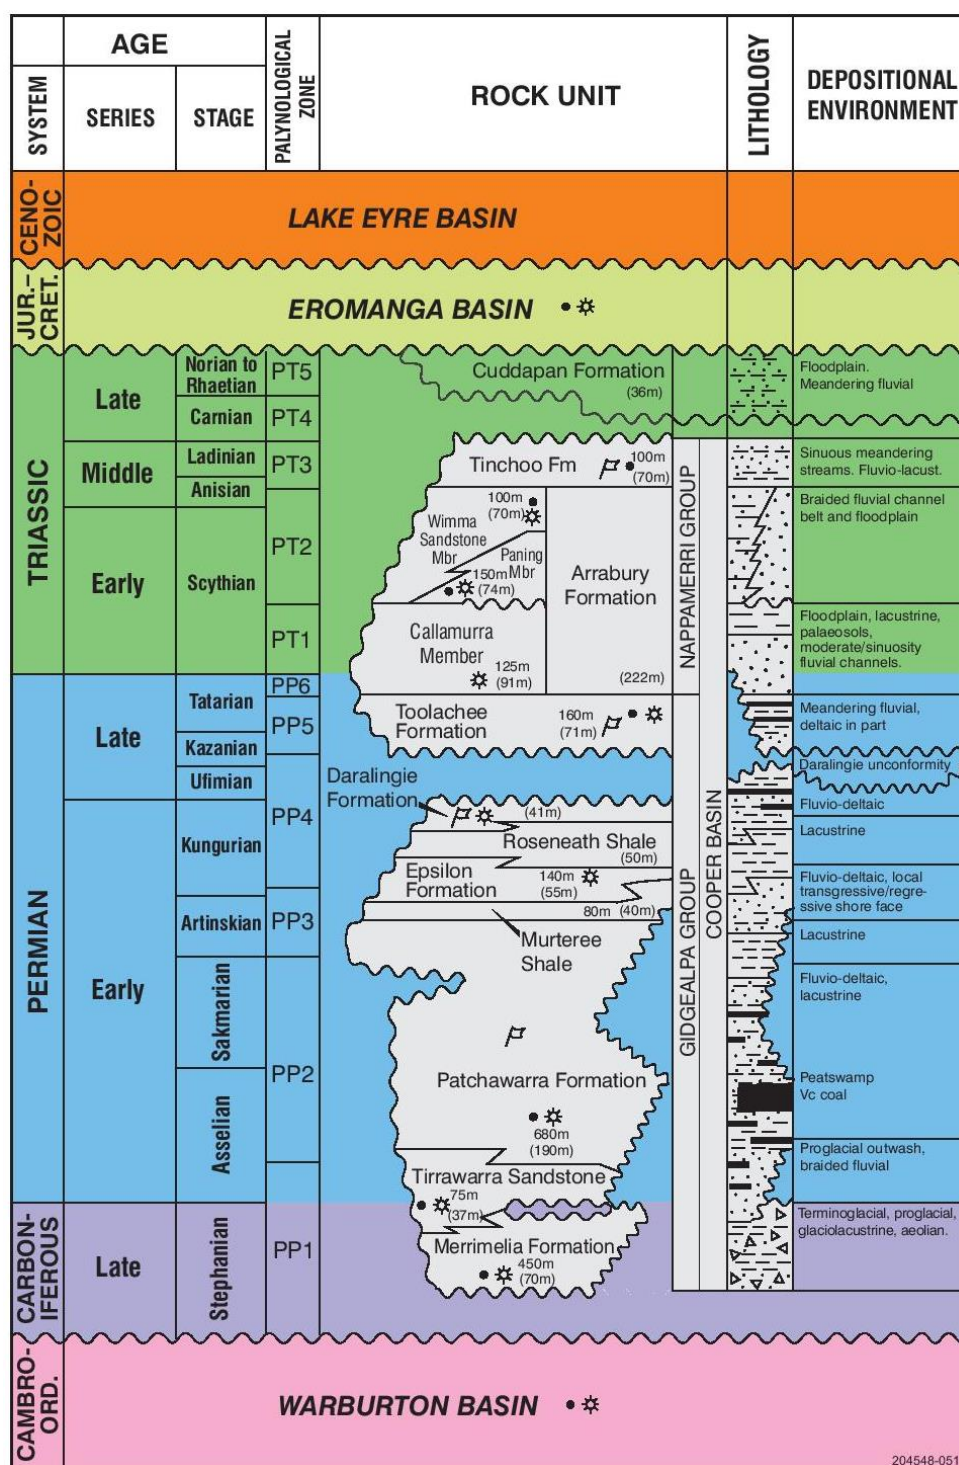 AGE
SYSTEM
SERIES
STAGE
PALYNOLOGICAL
ZONE
ROCK UNIT
LITHOLOGY
DEPOSITIONAL
ENVIRONMENT
CENO-
ZOIC
LAKE EYRE BASIN
JUR.–
CRET.
EROMANGA BASIN
TRIASSIC
Late
Norian to
Rhaetian
PT5
Carnian
PT4
Cuddapan Formation
(36m)
Floodplain.
Meandering fluvial
Middle
Ladinian
Anisian
PT3
Tinchoo Fm
100m
(70m)
Sinuous meandering
streams. Fluvio-lacust.
Early
Scythian
PT2
PT1
100m
(70m)
Wimma
Sandstone
Mbr
Paning
Mbr
150m
(74m)
Arrabury
Formation
(222m)
Callamurra
Member
125m
(91m)
NAPPAMERRI GROUP
Braided fluvial channel
belt and floodplain
Floodplain, lacustrine,
palaeosols,
moderate/sinuosity
fluvial channels.
PERMIAN
Late
Tatarian
Kazanian
Ufimian
PP6
PP5
Toolachee
Formation
160m
(71m)
Meandering fluvial,
deltaic in part
Daralingie unconformity
Early
Kungurian
Artinskian
Sakmarian
Asselian
PP4
PP3
PP2
Daralingie
Formation
(41m)
Roseneath Shale
(50m)
Epsilon
Formation
140m
(55m)
80m (40m)
Murteree
Shale
Patchawarra Formation
680m
(190m)
Tirrawarra Sandstone
75m
(37m)
GIDGEALPA GROUP
COOPER BASIN
Fluvio-deltaic
Lacustrine
Fluvio-deltaic, local
transgressive/regre-
ssive shore face
Lacustrine
Fluvio-deltaic,
lacustrine
Peatswamp
Vc coal
Proglacial outwash,
braided fluvial
CARBON-
IFEROUS
Late
Stephanian
PP1
Merrimelia Formation
450m
(70m)
Terminoglacial, proglacial,
glaciolacustrine, aeolian.
CAMBRO-
ORD.
WARBURTON BASIN
204548-051